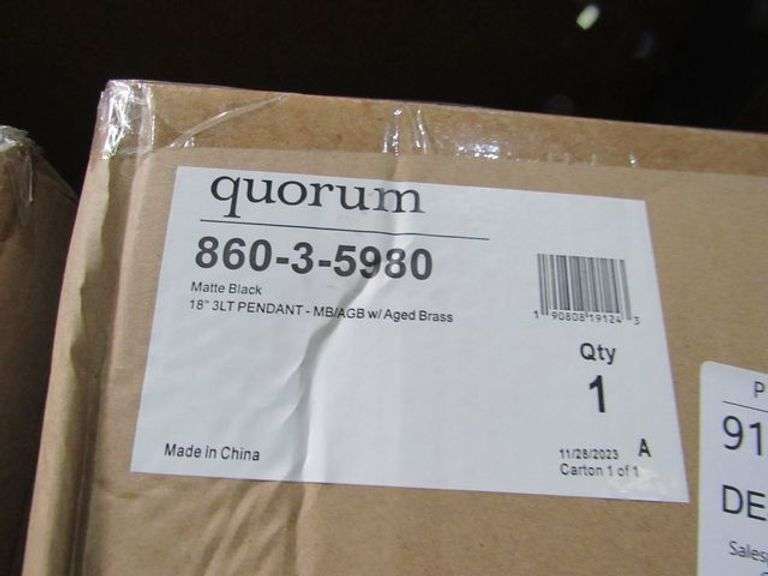 quorum
860-3-5980
Matte Black
18" 3LT PENDANT - MB/AGB w/ Aged Brass
1 90808 19124 3
Qty
1
Made in China
11/28/2023 A
Carton 1 of 1
P
91
DE
Sales